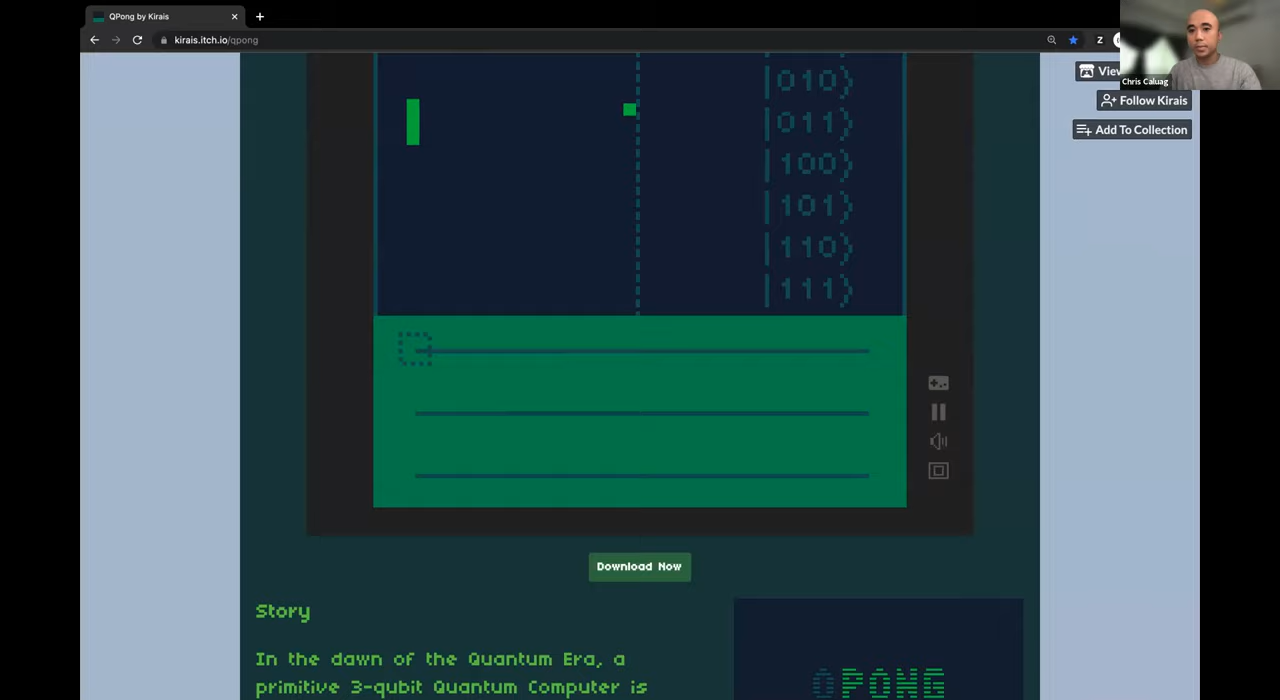 QPong by Kirais
kirais.itch.io/qpong
Z
Chris Caluag
View
Follow Kirais
Add To Collection
|010⟩
|011⟩
|100⟩
|101⟩
|110⟩
|111⟩
Download Now
Story
In the dawn of the Quantum Era, a
primitive 3-qubit Quantum Computer is
QPONG